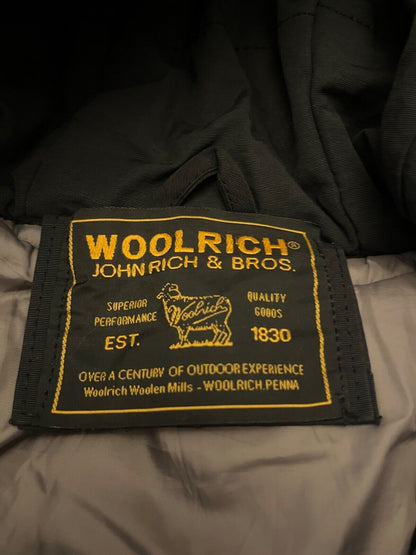 WOOLRICH®
JOHN RICH & BROS.
SUPERIOR
PERFORMANCE
Woolrich
QUALITY
GOODS
EST.
1830
OVER A CENTURY OF OUTDOOR EXPERIENCE
Woolrich Woolen Mills - WOOLRICH, PENNA